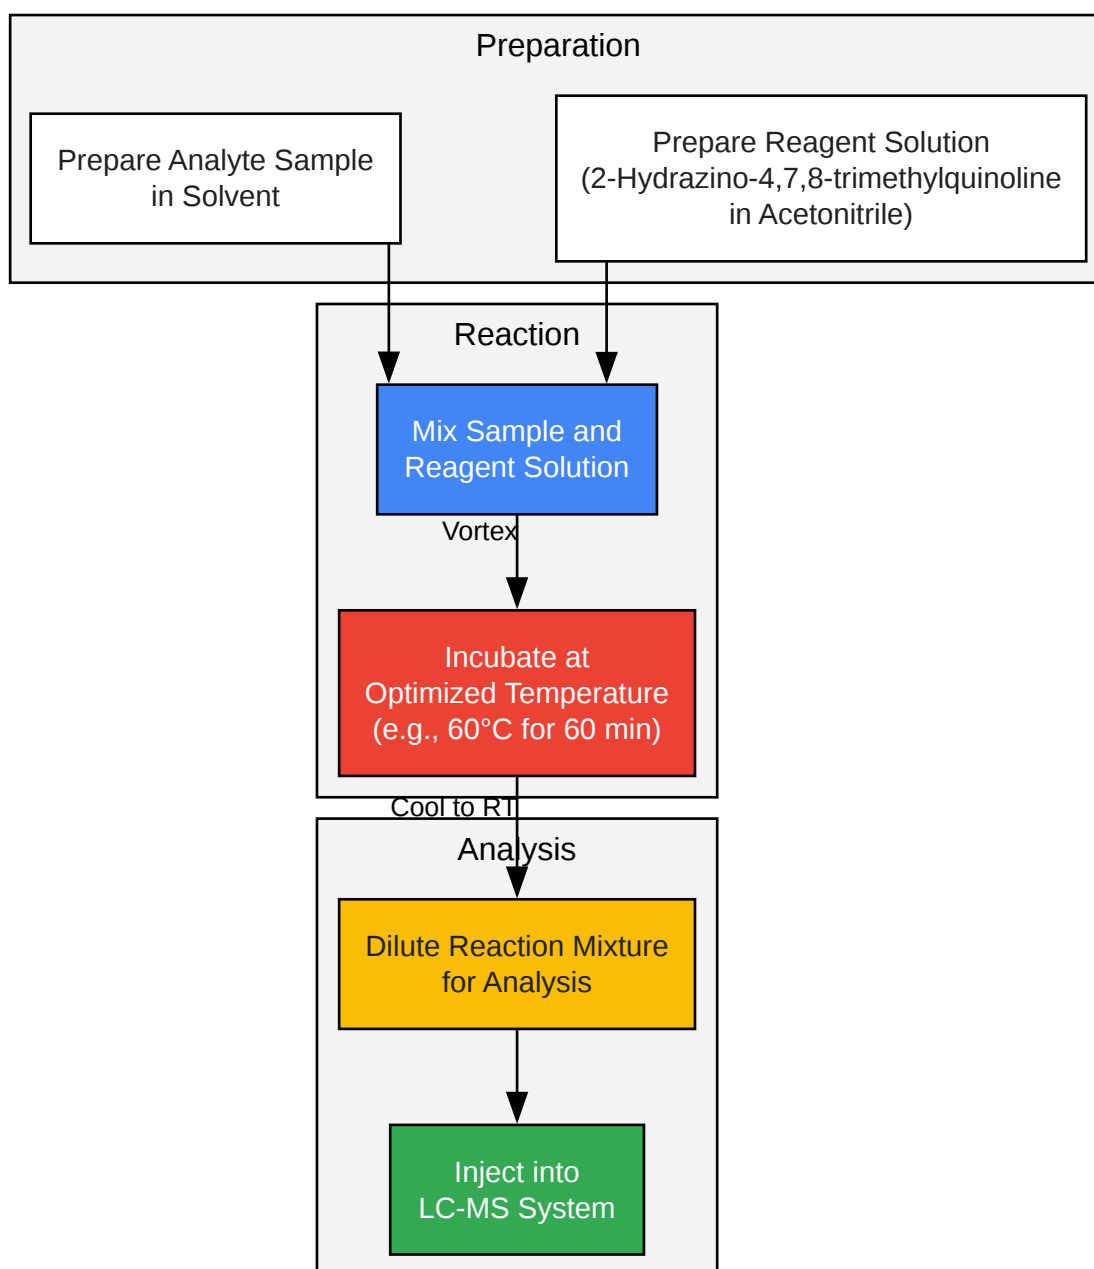 Preparation
Prepare Analyte Sample
in Solvent
Prepare Reagent Solution
(2-Hydrazino-4,7,8-trimethylquinoline
in Acetonitrile)
Reaction
Mix Sample and
Reagent Solution
Vortex
Incubate at
Optimized Temperature
(e.g., 60°C for 60 min)
Cool to RT
Analysis
Dilute Reaction Mixture
for Analysis
Inject into
LC-MS System